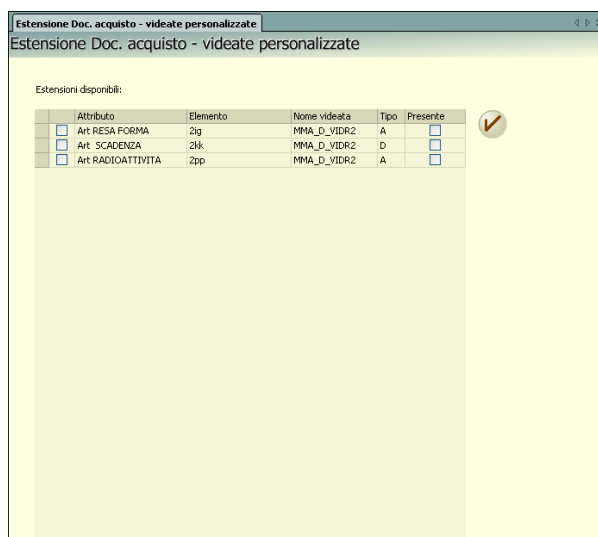 Estensione Doc. acquisto - videate personalizzate
Estensione Doc. acquisto - videate personalizzate
Estensioni disponibili:
Attributo Elemento Nome videata Tipo Presente
Art RESA FORMA 2ig MMA_D_VIDR2 A
Art SCADENZA 2kk MMA_D_VIDR2 D
Art RADIOATTIVITA 2pp MMA_D_VIDR2 A